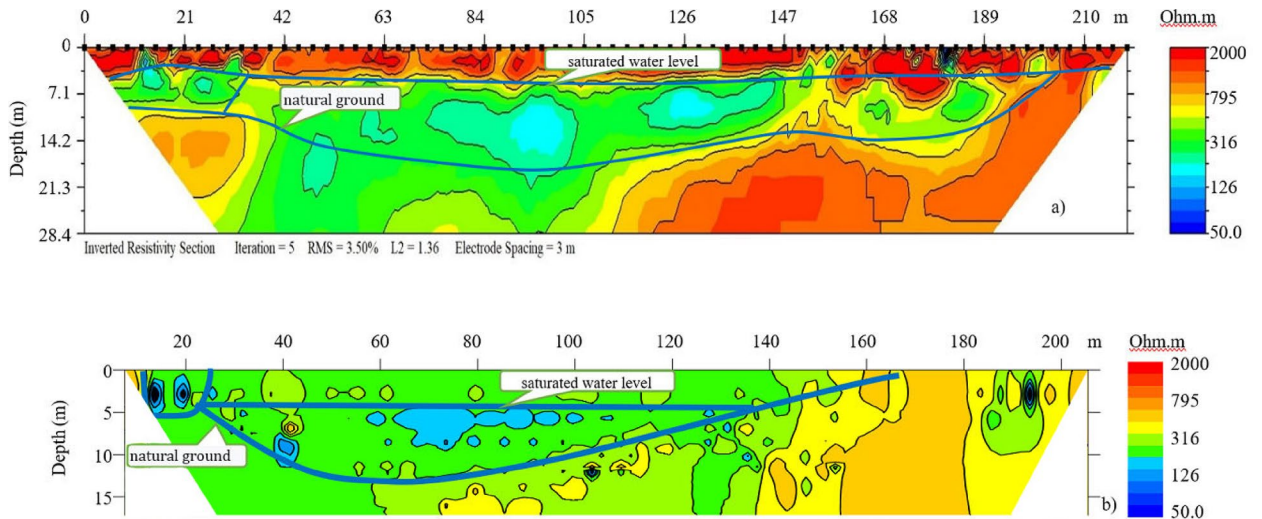 0 21 42 63 84 105 126 147 168 189 210 m Ohm.m
0
7.1
14.2
21.3
28.4
Depth (m)
saturated water level
natural ground
a)
2000
795
316
126
50.0
Inverted Resistivity Section Iteration = 5 RMS = 3.50% L2 = 1.36 Electrode Spacing = 3 m
20 40 60 80 100 120 140 160 180 200 m Ohm.m
0
5
10
15
Depth (m)
saturated water level
natural ground
b)
2000
795
316
126
50.0